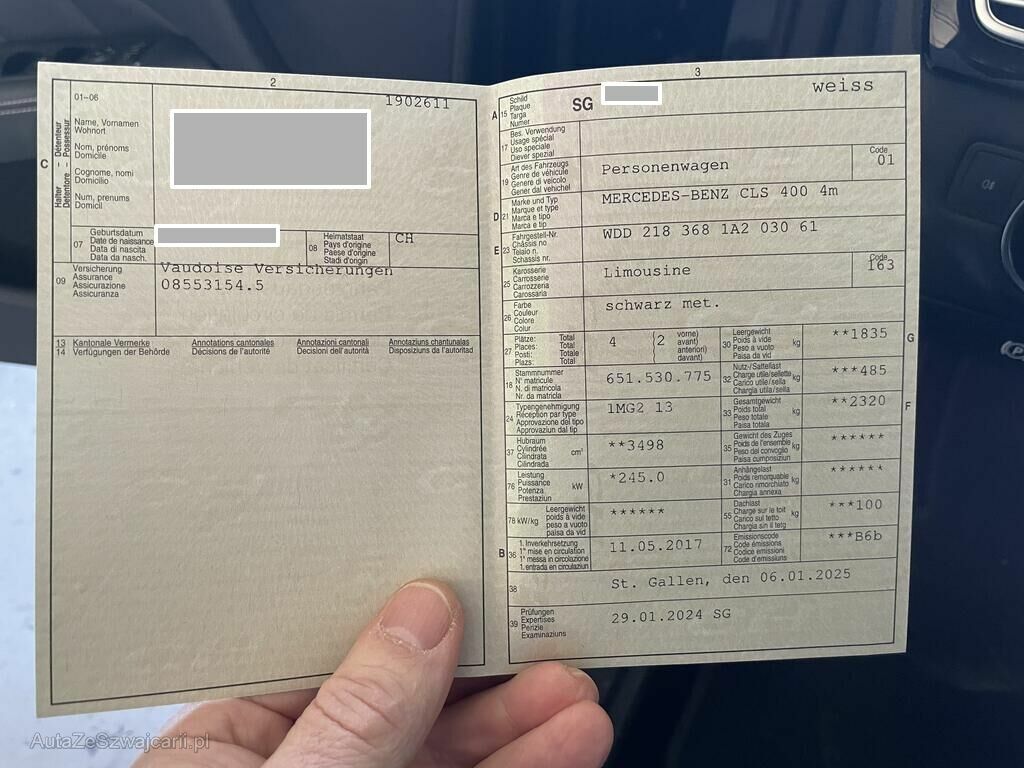 2
01–06
1902611
C
Halter – Détenteur
Detentore – Possessur
Name, Vornamen
Wohnort
Nom, prénoms
Domicile
Cognome, nomi
Domicilio
Num, prenums
Domicil
07
Geburtsdatum
Date de naissance
Data di nascita
Data da nasch.
08
Heimatstaat
Pays d'origine
Paese d'origine
Stadi d'origin
CH
09
Versicherung
Assurance
Assicurazione
Assicuranza
Vaudoise Versicherungen
08553154.5
13 Kantonale Vermerke Annotations cantonales Annotazioni cantonali Annotaziuns chantunalas
14 Verfügungen der Behörde Décisions de l'autorité Decisioni dell'autorità Disposiziuns da l'autoritad
3
A 15
Schild
Plaque
Targa
Numer
SG
weiss
17
Bes. Verwendung
Usage spécial
Uso speciale
Diever spezial
19
Art des Fahrzeugs
Genre de véhicule
Genere di veicolo
Gener dal vehichel
Personenwagen
Code
01
D 21
Marke und Typ
Marque et type
Marca e tipo
Marca e tip
MERCEDES-BENZ CLS 400 4m
E 23
Fahrgestell-Nr.
Châssis no
Telaio n.
Schassis nr.
WDD 218 368 1A2 030 61
25
Karosserie
Carrosserie
Carrozzeria
Carossaria
Limousine
Code
163
26
Farbe
Couleur
Colore
Colur
schwarz met.
27
Plätze: Total
Places: Total
Posti: Totale
Plazs: Total
4
(2
vorne)
avant)
anteriori)
davant)
30
Leergewicht
Poids à vide
Peso a vuoto
Paisa da vid
kg
**1835
G
18
Stammnummer
N° matricule
N. di matricola
Nr. da matricla
651.530.775
32
Nutz-/Sattellast
Charge utile/sellette
Carico utile/sella
Chargia utila/sella
kg
***485
24
Typengenehmigung
Réception par type
Approvazione del tipo
Approvaziun dal tip
1MG2 13
33
Gesamtgewicht
Poids total
Peso totale
Paisa totala
kg
**2320
F
37
Hubraum
Cylindrée
Cilindrata
Cilindrada
cm³
**3498
35
Gewicht des Zuges
Poids de l'ensemble
Peso del convoglio
Paisa cumposiziun
kg
******
76
Leistung
Puissance
Potenza
Prestaziun
kW
*245.0
31
Anhängelast
Poids remorquable
Carico rimorchiato
Chargia annexa
kg
******
78 kW/kg
Leergewicht
poids à vide
peso a vuoto
paisa da vid
******
55
Dachlast
Charge sur le toit
Carico sul tetto
Chargia sin il tetg
kg
***100
B 36
1. Inverkehrsetzung
1re mise en circulation
1a messa in circolazione
1. entrada en circulaziun
11.05.2017
72
Emissionscode
Code émissions
Codice emissioni
Code d'emissiuns
***B6b
38
St. Gallen, den 06.01.2025
39
Prüfungen
Expertises
Perizie
Examinaziuns
29.01.2024 SG
AutaZeSzwajcarii.pl